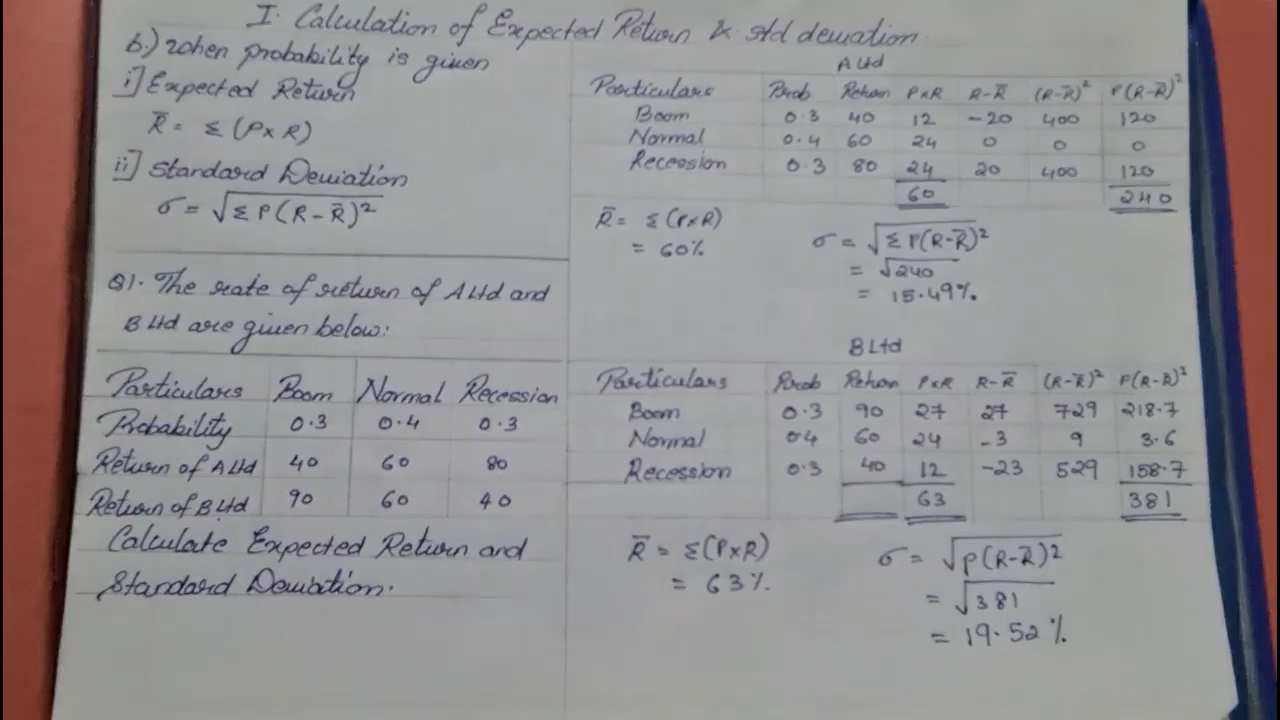 I. Calculation of Expected Return & std deviation
b.) when probability is given
i] Expected Return
R̄ = Σ (P x R)
ii] Standard Deviation
σ = √Σ P (R - R̄)²
Q1. The rate of return of A Ltd and
B Ltd are given below:
Particulars Boom Normal Recession
Probability 0.3 0.4 0.3
Return of A Ltd 40 60 80
Return of B Ltd 90 60 40
Calculate Expected Return and
Standard Deviation.
A Ltd
Particulars Prob Return PxR R-R̄ (R-R̄)² P(R-R̄)²
Boom 0.3 40 12 -20 400 120
Normal 0.4 60 24 0 0 0
Recession 0.3 80 24 20 400 120
60 240
R̄ = Σ (PxR)
= 60%
σ = √Σ P(R-R̄)²
= √240
= 15.49%
B Ltd
Particulars Prob Return PxR R-R̄ (R-R̄)² P(R-R̄)²
Boom 0.3 90 27 27 729 218.7
Normal 0.4 60 24 -3 9 3.6
Recession 0.3 40 12 -23 529 158.7
63 381
R̄ = Σ(PxR)
= 63%
σ = √P(R-R̄)²
= √381
= 19.52%